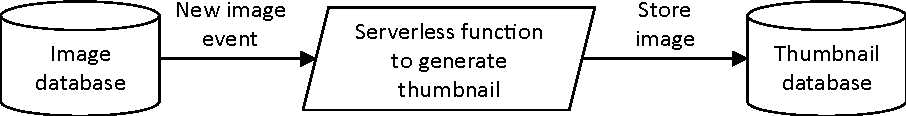 Image
database
New image
event
Serverless function
to generate
thumbnail
Store
image
Thumbnail
database